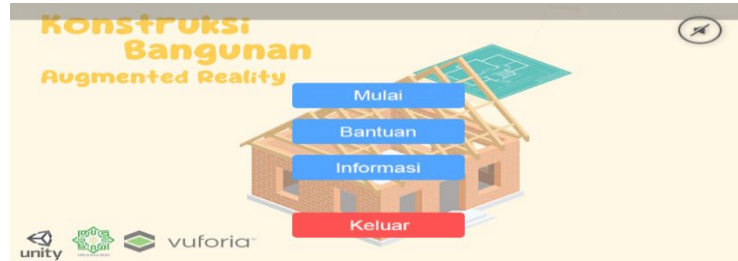 Konstruksi
Bangunan
Augmented Reality
Mulai
Bantuan
Informasi
Keluar
unity
vuforia